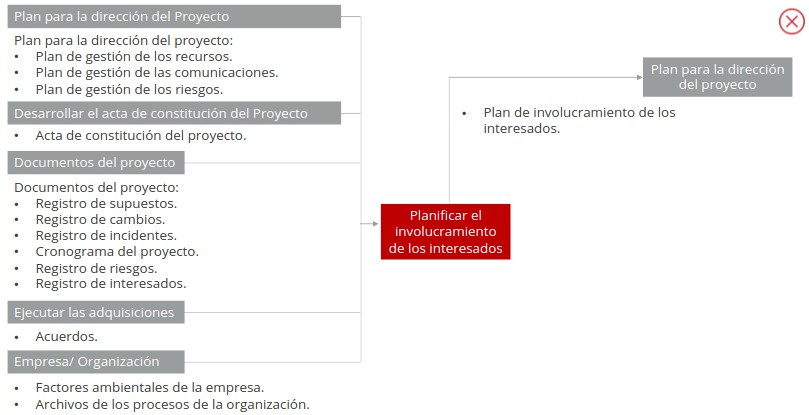 Plan para la dirección del Proyecto
Plan para la dirección del proyecto:
• Plan de gestión de los recursos.
• Plan de gestión de las comunicaciones.
• Plan de gestión de los riesgos.
Desarrollar el acta de constitución del Proyecto
• Acta de constitución del proyecto.
Documentos del proyecto
Documentos del proyecto:
• Registro de supuestos.
• Registro de cambios.
• Registro de incidentes.
• Cronograma del proyecto.
• Registro de riesgos.
• Registro de interesados.
Ejecutar las adquisiciones
• Acuerdos.
Empresa/ Organización
• Factores ambientales de la empresa.
• Archivos de los procesos de la organización.
Planificar el
involucramiento
de los interesados
Plan para la dirección
del proyecto
• Plan de involucramiento de los
interesados.